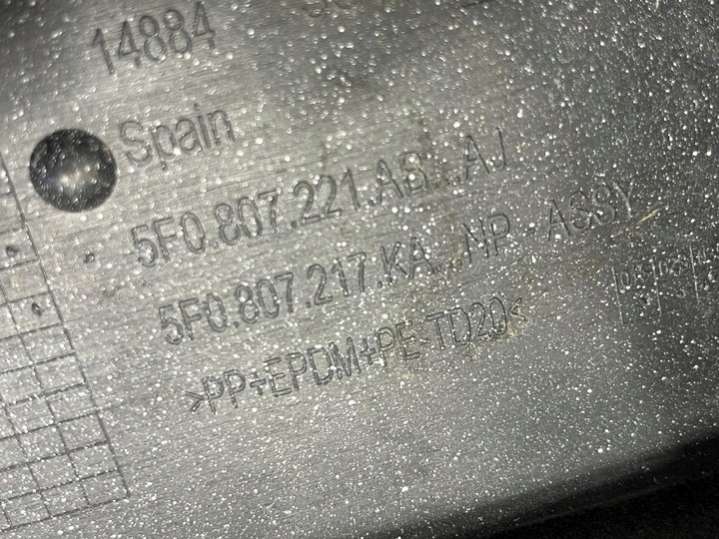 14884
Spain
5F0.807.221.AB AJ
5F0.807.217.KA NP ASSY
>PP+EPDM+PE-TD20<